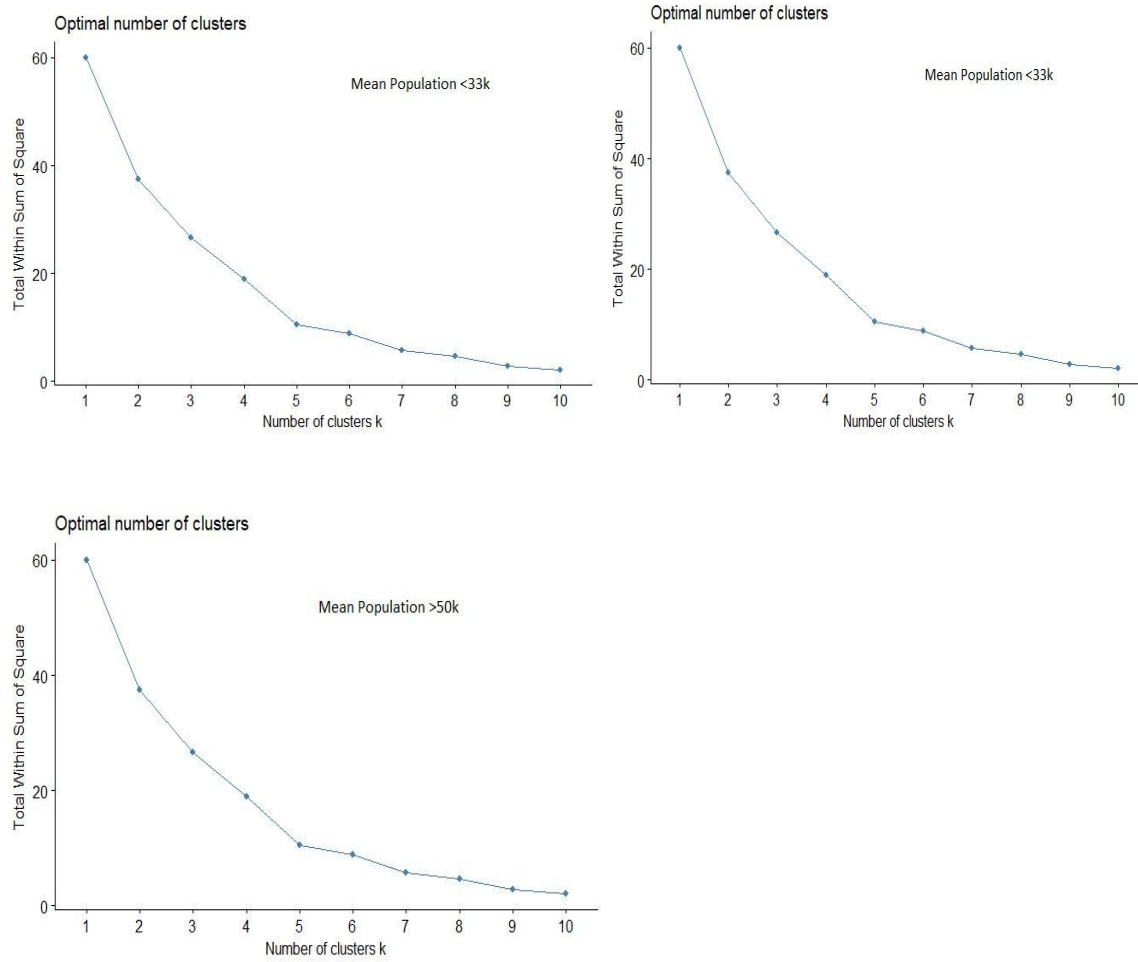 Optimal number of clusters
Mean Population <33k
Total Within Sum of Square
60
40
20
0
1 2 3 4 5 6 7 8 9 10
Number of clusters k
Optimal number of clusters
Mean Population <33k
Total Within Sum of Square
60
40
20
0
1 2 3 4 5 6 7 8 9 10
Number of clusters k
Optimal number of clusters
Mean Population >50k
Total Within Sum of Square
60
40
20
0
1 2 3 4 5 6 7 8 9 10
Number of clusters k